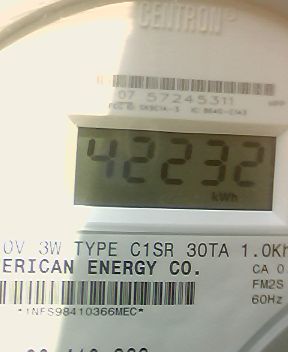 CENTRON®
07 57245311
42232
kWh
0V 3W TYPE C1SR 30TA 1.0Kh
ERICAN ENERGY CO.
CA 0.
FM2S
60Hz
*1NFS98410366MEC*